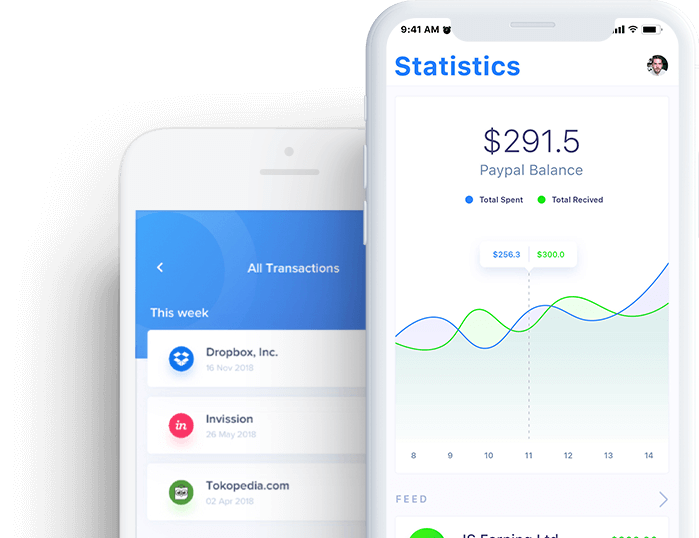 9:41 AM
Statistics
$291.5
Paypal Balance
Total Spent
Total Recived
$256.3
$300.0
8 9 10 11 12 13 14
FEED
All Transactions
This week
Dropbox, Inc.
16 Nov 2018
in
Invission
26 May 2018
Tokopedia.com
02 Apr 2018